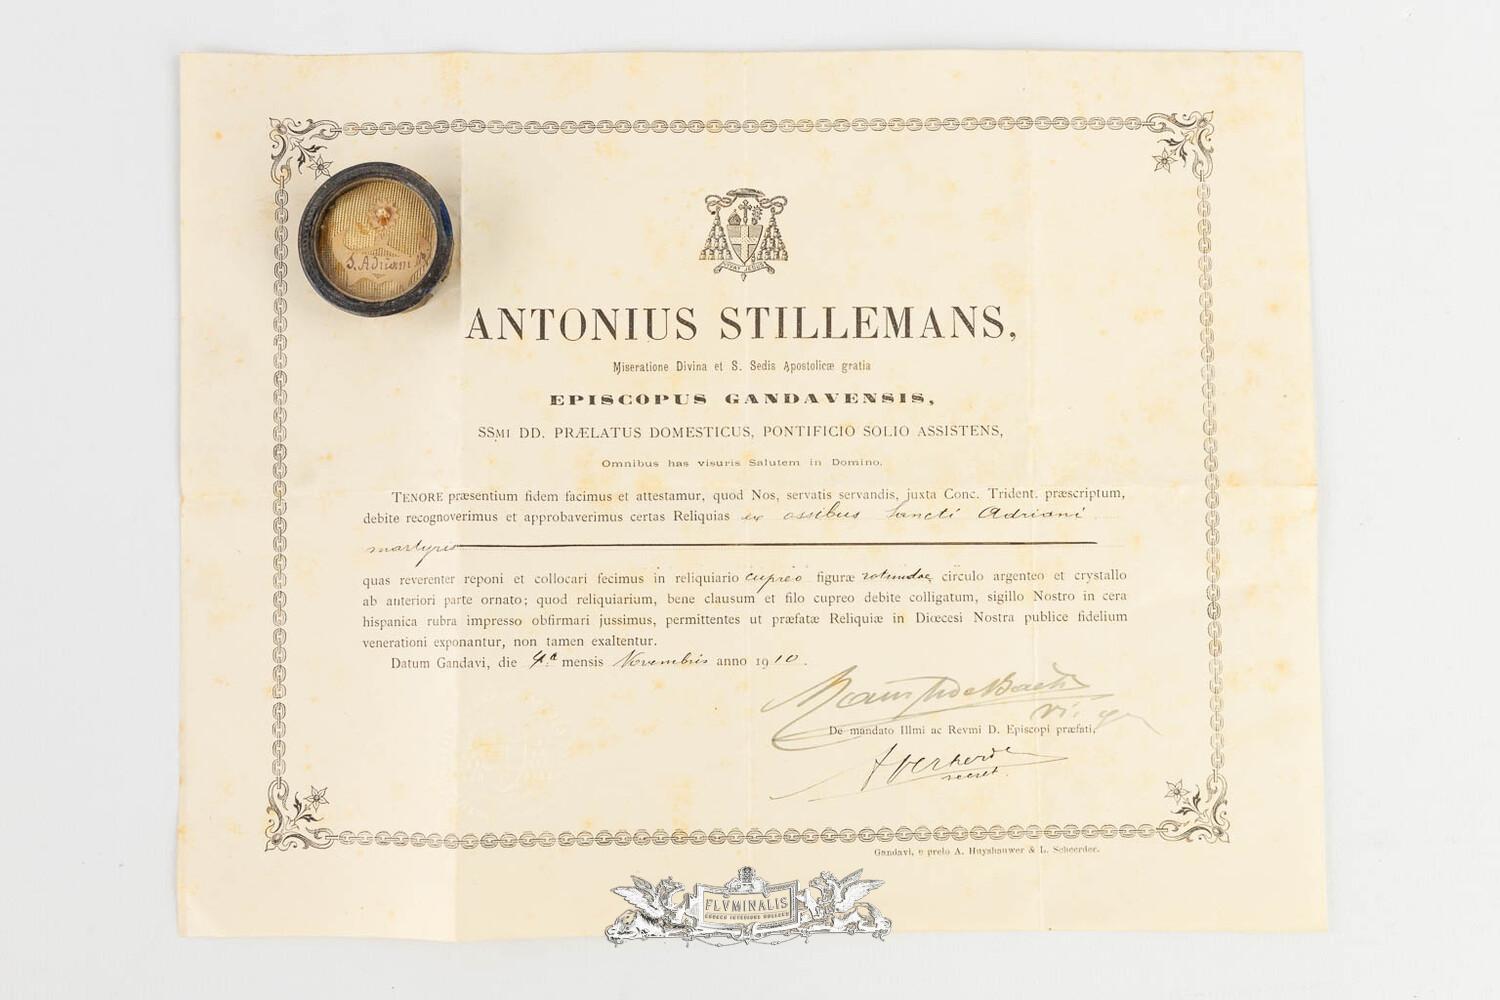 S. Adriani M.
ANTONIUS STILLEMANS,
Miseratione Divina et S. Sedis Apostolicæ gratia
EPISCOPUS GANDAVENSIS,
SSMI DD. PRÆLATUS DOMESTICUS, PONTIFICIO SOLIO ASSISTENS,
Omnibus has visuris Salutem in Domino.
TENORE præsentium fidem facimus et attestamur, quod Nos, servatis servandis, juxta Conc. Trident. præscriptum,
debite recognoverimus et approbaverimus certas Reliquias ex ossibus Sancti Adriani
martyris
quas reverenter reponi et collocari fecimus in reliquiario cupreo figuræ rotundae circulo argenteo et crystallo
ab anteriori parte ornato; quod reliquiarium, bene clausum et filo cupreo debite colligatum, sigillo Nostro in cera
hispanica rubra impresso obfirmari jussimus, permittentes ut præfatæ Reliquiæ in Diœcesi Nostra publice fidelium
venerationi exponantur, non tamen exaltentur.
Datum Gandavi, die 4.a mensis Novembris anno 1910.
vic. g
De mandato Illmi ac Revmi D. Episcopi præfati,
secret.
Gandavi, e prelo A. Huyshauwer & L. Scheerder.
FLVMINALIS